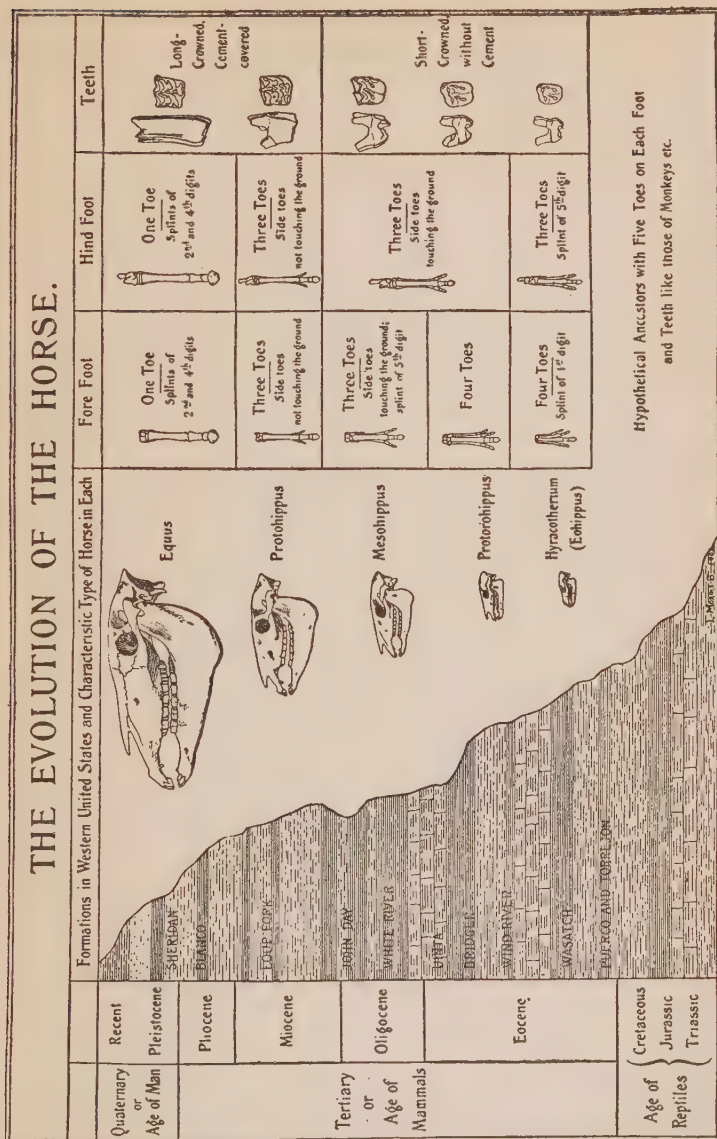 THE EVOLUTION OF THE HORSE.
Formations in Western United States and Characteristic Type of Horse in Each
Fore Foot
Hind Foot
Teeth
Quaternary
or
Age of Man
Recent
Pleistocene
SHERIDAN
Equus
One Toe
Splints of
2nd and 4th digits
One Toe
Splints of
2nd and 4th digits
Long-
Crowned,
Cement-
covered
Tertiary
or
Age of
Mammals
Pliocene
BLANCO
Miocene
LOUP FORK
Protohippus
Three Toes
Side toes
not touching the ground
Three Toes
Side toes
not touching the ground
Oligocene
JOHN DAY
WHITE RIVER
Mesohippus
Three Toes
Side toes
touching the ground;
splint of 5th digit
Three Toes
Side toes
touching the ground
Short-
Crowned,
without
Cement
Eocene
UINTA
BRIDGER
WIND RIVER
WASATCH
PUERCO AND TORREJON
Protorohippus
Four Toes
Hyracotherium
(Eohippus)
Four Toes
Splint of 1st digit
Three Toes
Splint of 5th digit
Age of
Reptiles
Cretaceous
Jurassic
Triassic
Hypothetical Ancestors with Five Toes on Each Foot
and Teeth like those of Monkeys etc.